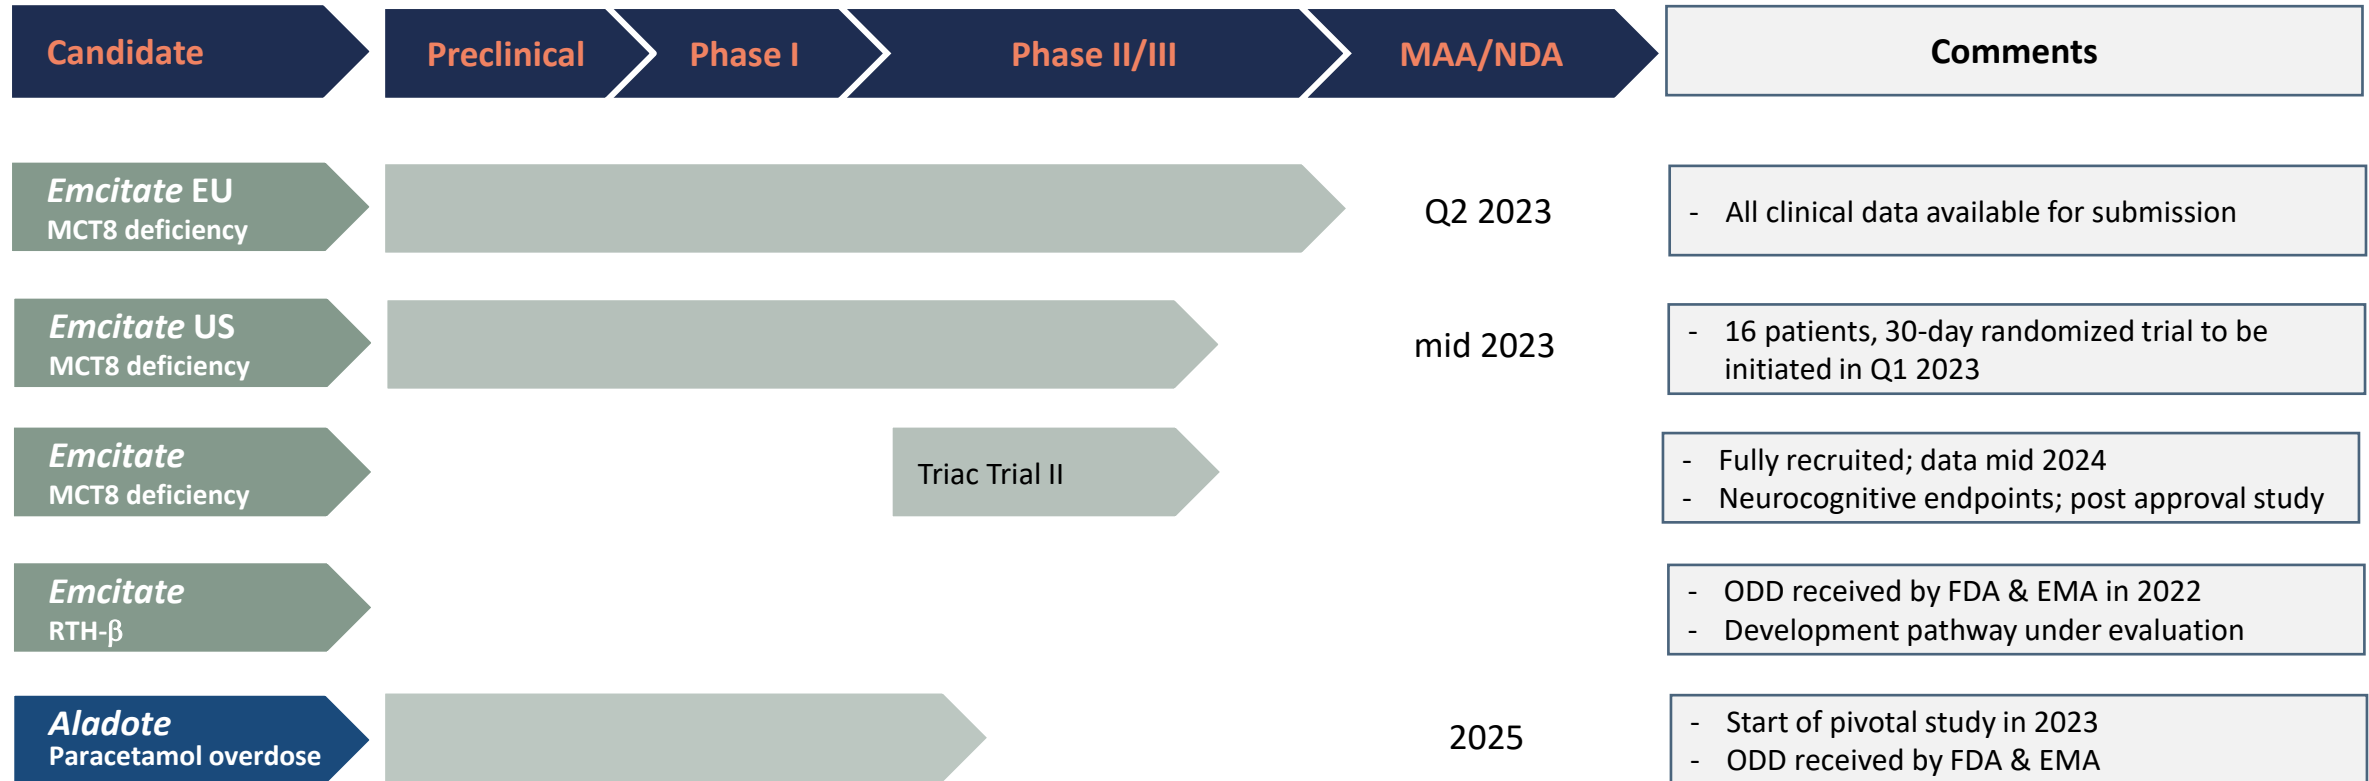 Candidate
Preclinical
Phase I
Phase II/III
MAA/NDA
Comments
Emcitate EU
MCT8 deficiency
Q2 2023
- All clinical data available for submission
Emcitate US
MCT8 deficiency
mid 2023
- 16 patients, 30-day randomized trial to be
initiated in Q1 2023
Emcitate
MCT8 deficiency
Triac Trial II
- Fully recruited; data mid 2024
- Neurocognitive endpoints; post approval study
Emcitate
RTH-β
- ODD received by FDA & EMA in 2022
- Development pathway under evaluation
Aladote
Paracetamol overdose
2025
- Start of pivotal study in 2023
- ODD received by FDA & EMA